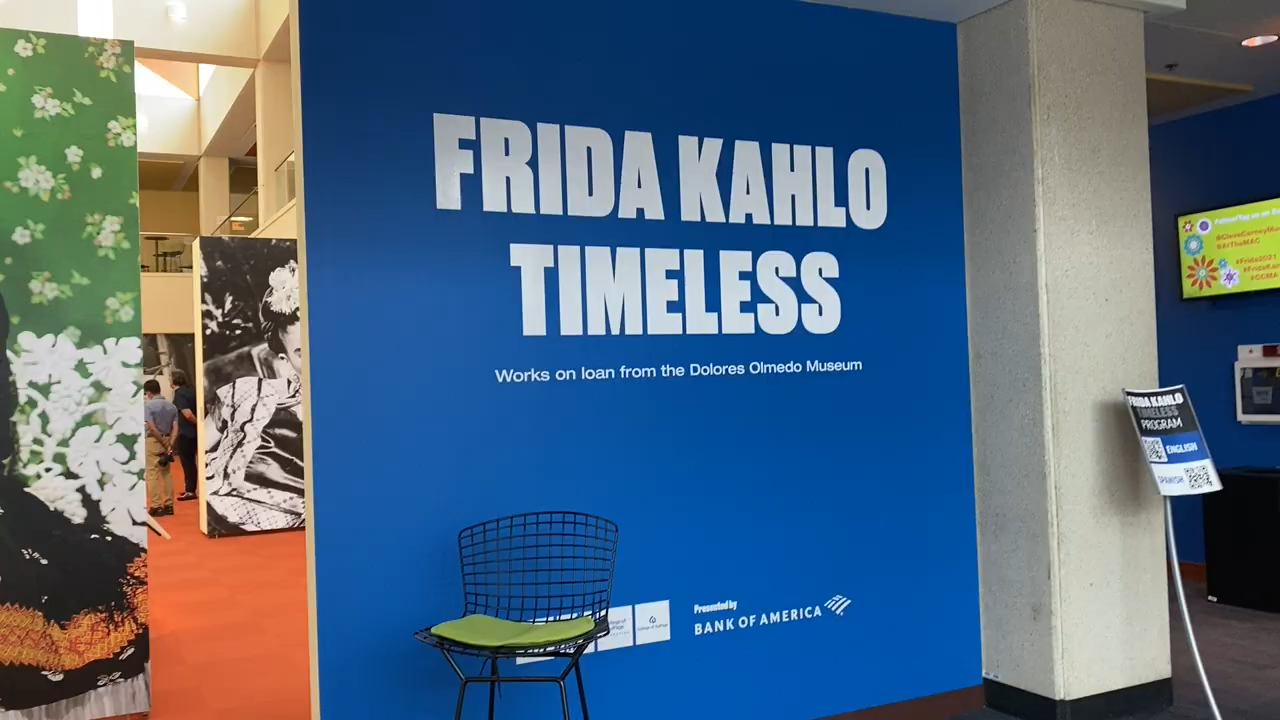 FRIDA KAHLO
TIMELESS
Works on loan from the Dolores Olmedo Museum
Presented by
BANK OF AMERICA
FRIDA KAHLO
TIMELESS
PROGRAM
ENGLISH
SPANISH
#Frida2021